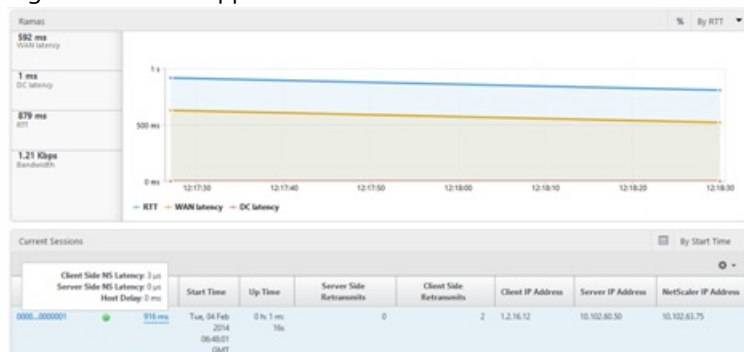 Ramas
% By RTT
592 ms
WAN latency
1 ms
DC latency
879 ms
RTT
1.21 Kbps
Bandwidth
1 s
500 ms
0 ms
12:17:30 12:17:40 12:17:50 12:18:00 12:18:10 12:18:20 12:18:30
RTT WAN latency DC latency
Current Sessions
By Start Time
Client Side NS Latency: 3 µs
Server Side NS Latency: 0 µs
Host Delay: 0 ms
Start Time Up Time Server Side Retransmits Client Side Retransmits Client IP Address Server IP Address NetScaler IP Address
0000...0000001 916 ms Tue, 04 Feb 2014 06:48:01 GMT 0 h: 1 m: 16s 0 2 1.2.16.12 10.102.60.50 10.102.63.75